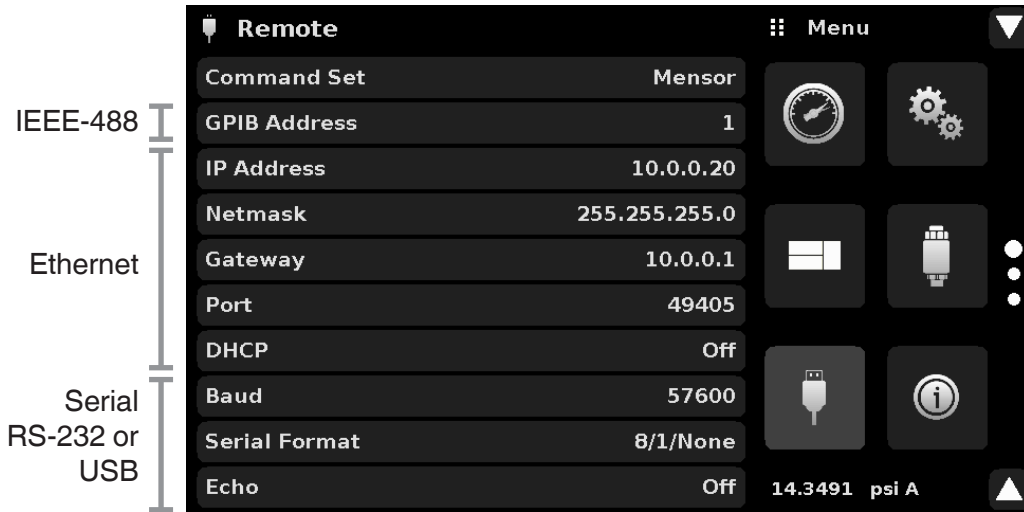 Remote
Menu
Command Set Mensor
IEEE-488
GPIB Address 1
IP Address 10.0.0.20
Netmask 255.255.255.0
Ethernet
Gateway 10.0.0.1
Port 49405
DHCP Off
Serial
RS-232 or
USB
Baud 57600
Serial Format 8/1/None
Echo Off
14.3491 psi A